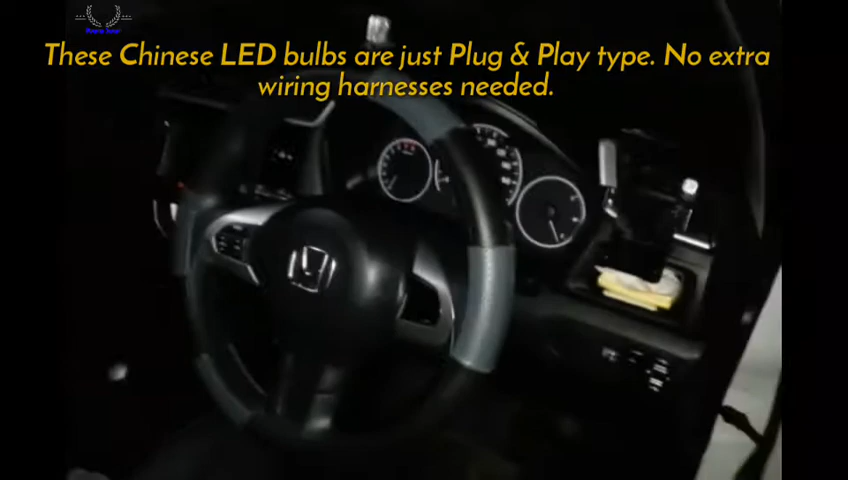 These Chinese LED bulbs are just Plug & Play type. No extra
wiring harnesses needed.